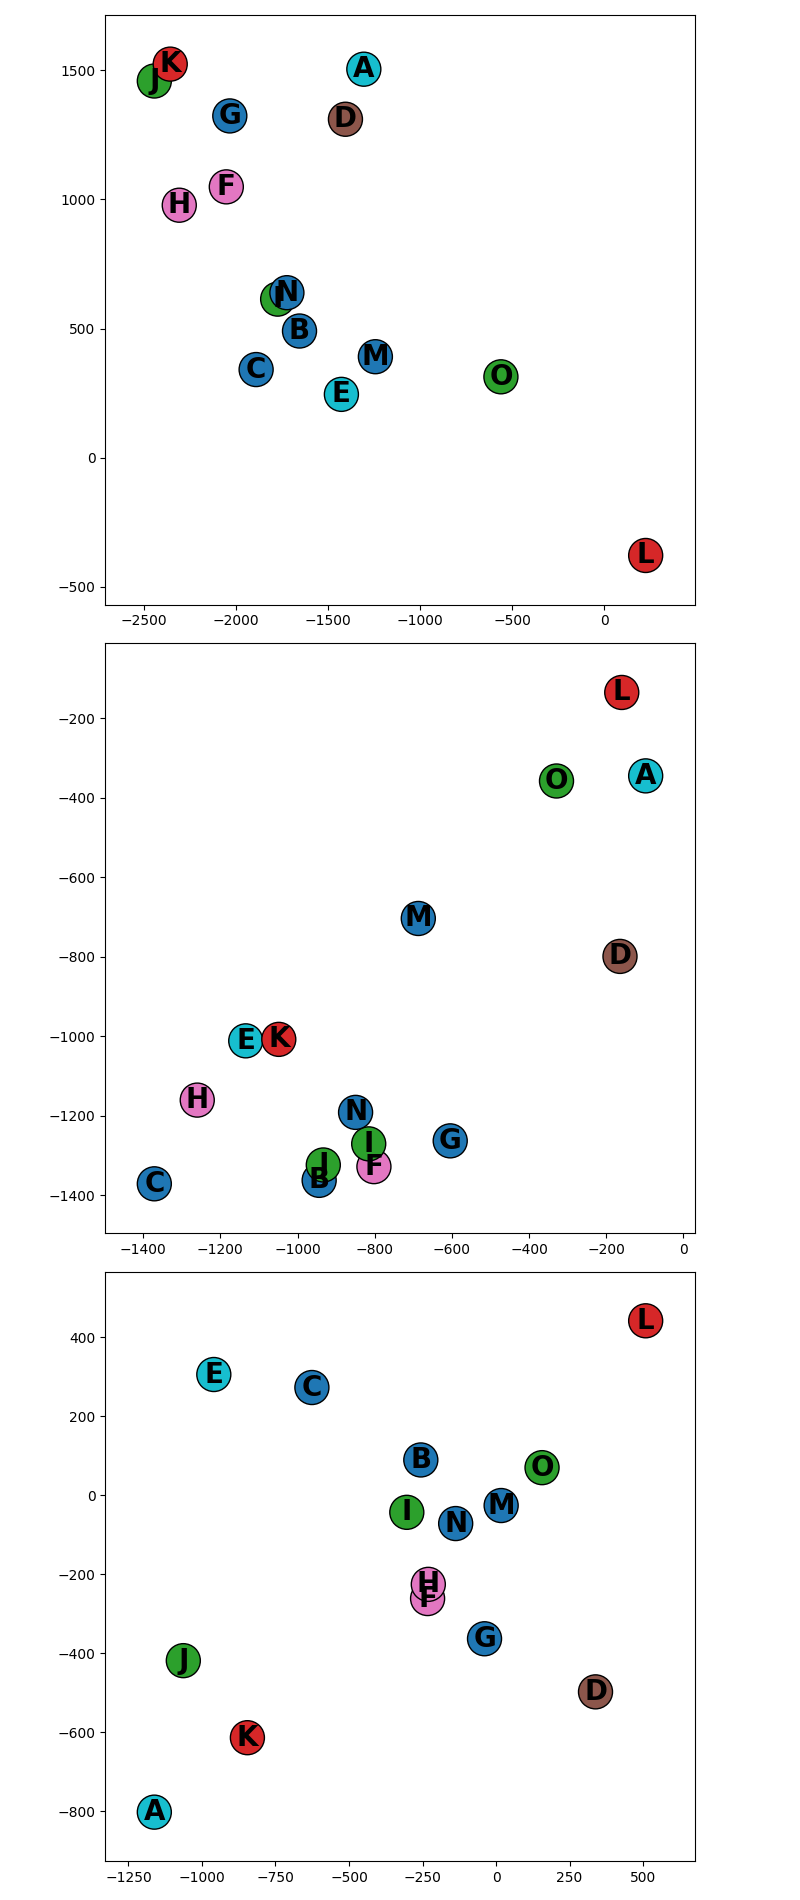 1500
1000
500
0
−500
K
J
A
G
D
F
H
N
I
B
M
C
O
E
L
−2500 −2000 −1500 −1000 −500 0
−200
−400
−600
−800
−1000
−1200
−1400
L
A
O
M
D
K
E
H
N
G
I
J
F
B
C
−1400 −1200 −1000 −800 −600 −400 −200 0
400
200
0
−200
−400
−600
−800
L
E
C
B
O
M
I
N
H
F
G
J
D
K
A
−1250 −1000 −750 −500 −250 0 250 500